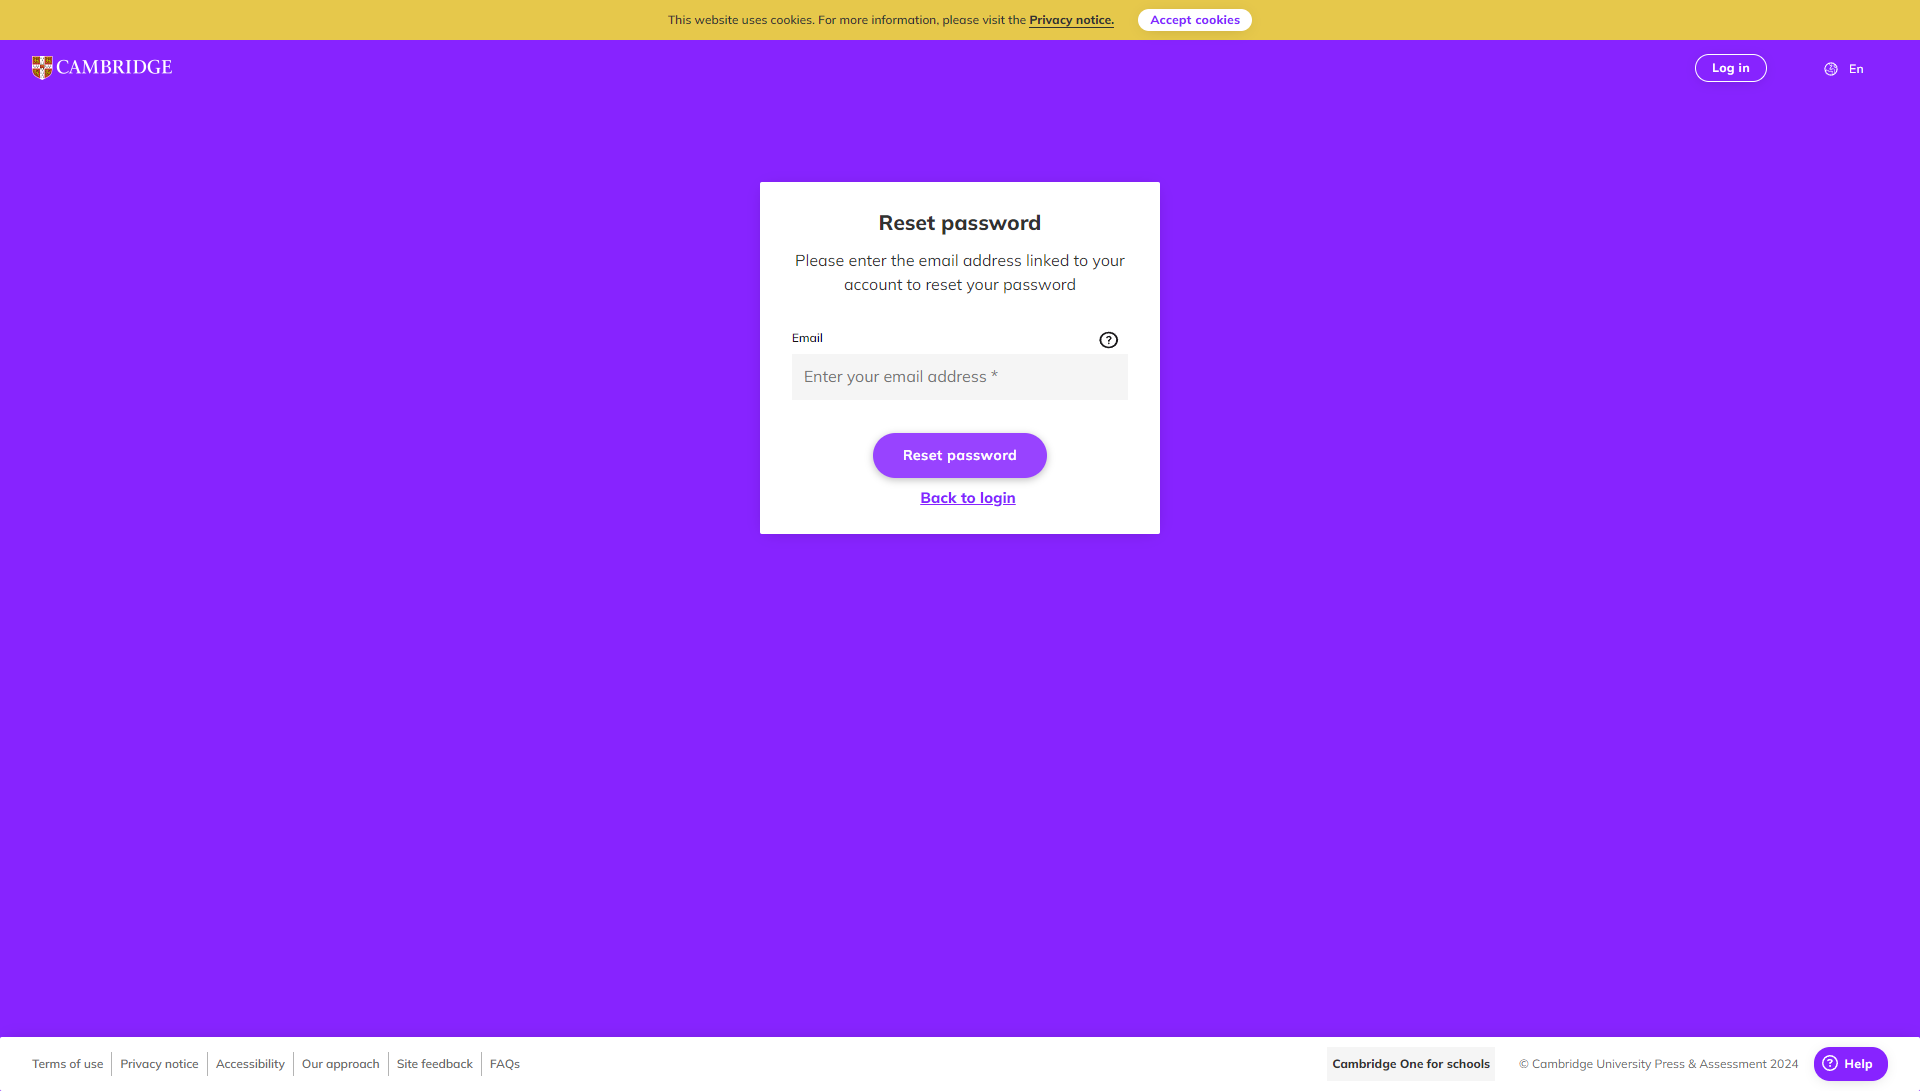 This website uses cookies. For more information, please visit the Privacy notice.
Accept cookies
CAMBRIDGE
Log in
En
Reset password
Please enter the email address linked to your
account to reset your password
Email
?
Enter your email address *
Reset password
Back to login
Terms of use
Privacy notice
Accessibility
Our approach
Site feedback
FAQs
Cambridge One for schools
© Cambridge University Press & Assessment 2024
? Help